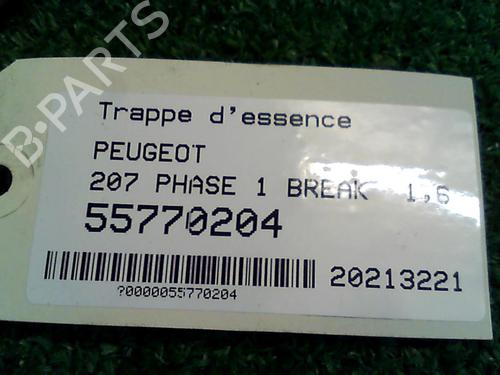 B-PARTS
Trappe d'essence
PEUGEOT
207 PHASE 1 BREAK 1,6
55770204
20213221
?0000055770204